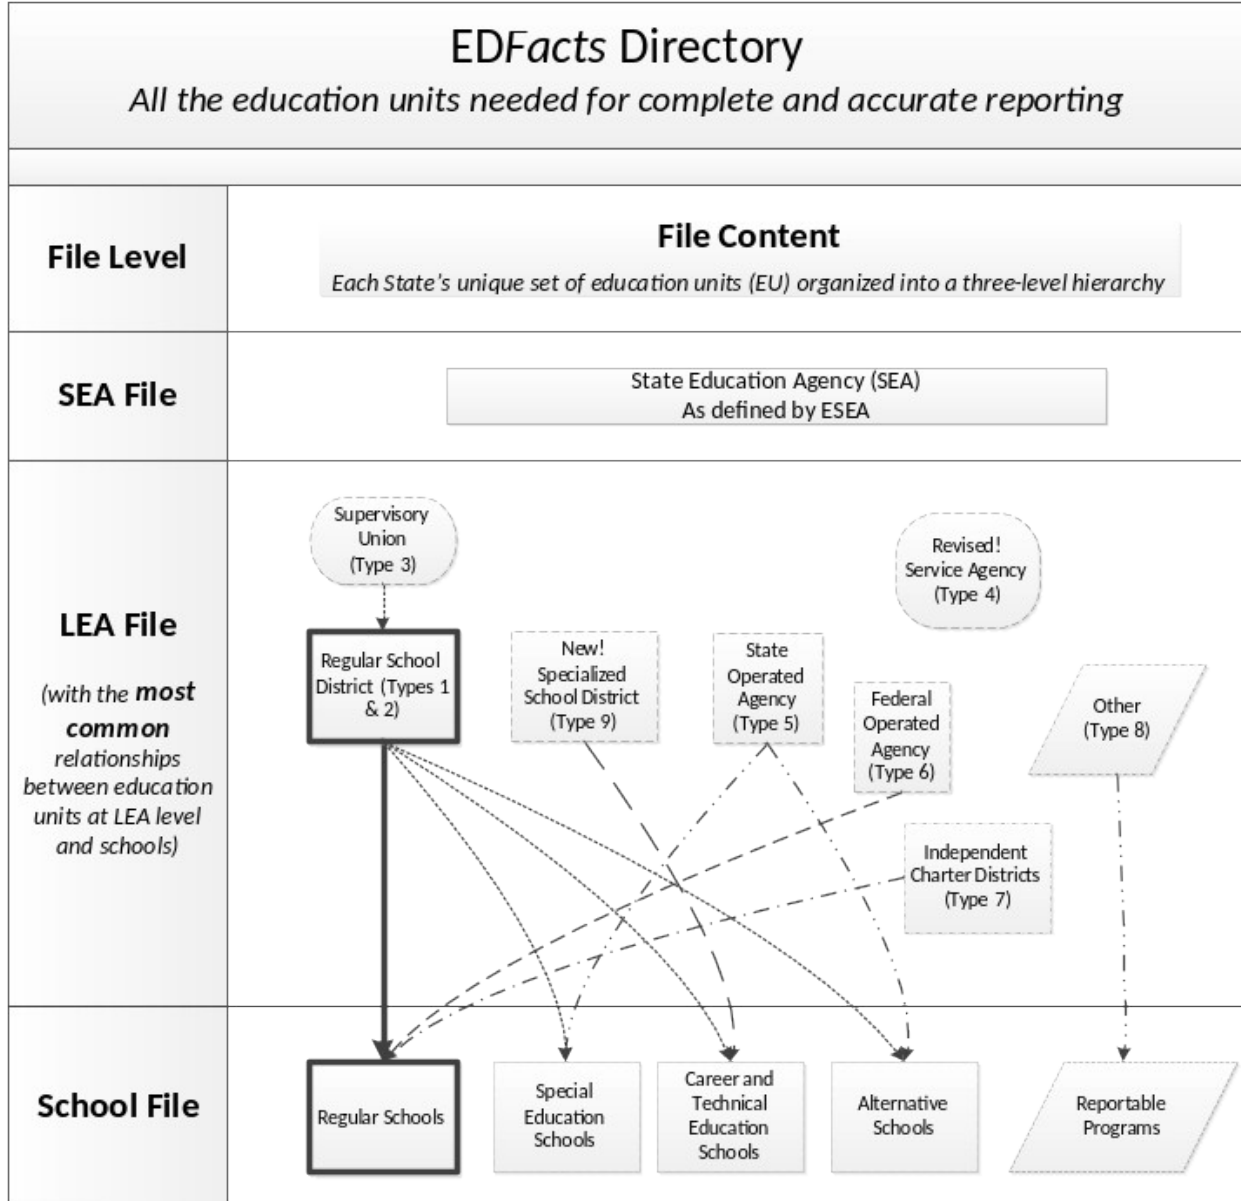 EDFacts Directory
All the education units needed for complete and accurate reporting
File Level
File Content
Each State's unique set of education units (EU) organized into a three-level hierarchy
SEA File
State Education Agency (SEA)
As defined by ESEA
LEA File
(with the most
common
relationships
between education
units at LEA level
and schools)
Supervisory
Union
(Type 3)
Revised!
Service Agency
(Type 4)
Regular School
District (Types 1
& 2)
New!
Specialized
School District
(Type 9)
State
Operated
Agency
(Type 5)
Federal
Operated
Agency
(Type 6)
Other
(Type 8)
Independent
Charter Districts
(Type 7)
School File
Regular Schools
Special
Education
Schools
Career and
Technical
Education
Schools
Alternative
Schools
Reportable
Programs